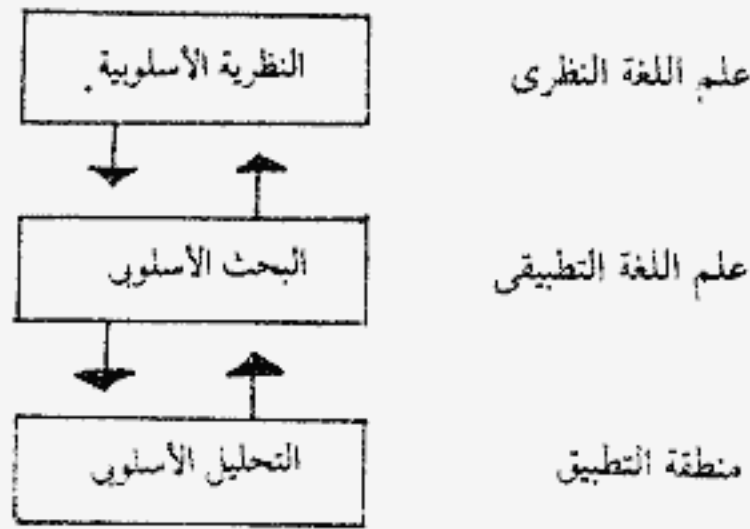 علم اللغة النظرى
النظرية الأسلوبية
علم اللغة التطبيقى
البحث الأسلوبى
منطقة التطبيق
التحليل الأسلوبى